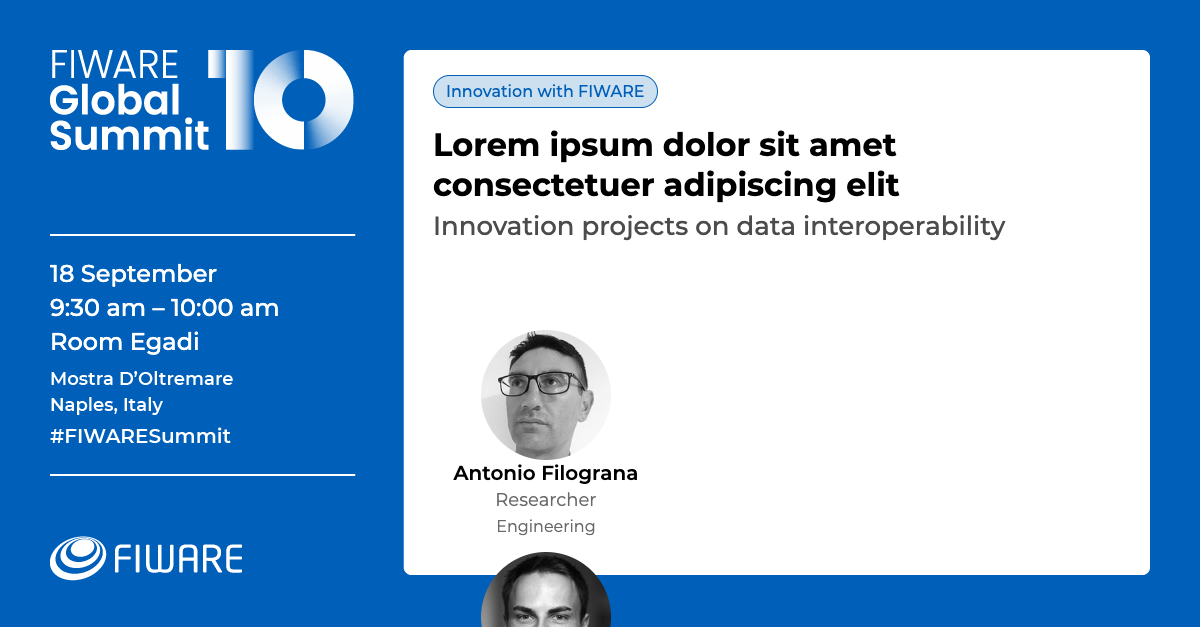 FIWARE
Global
Summit
10
18 September
9:30 am – 10:00 am
Room Egadi
Mostra D’Oltremare
Naples, Italy
#FIWARESummit
FIWARE
Innovation with FIWARE
Lorem ipsum dolor sit amet
consectetuer adipiscing elit
Innovation projects on data interoperability
Antonio Filograna
Researcher
Engineering